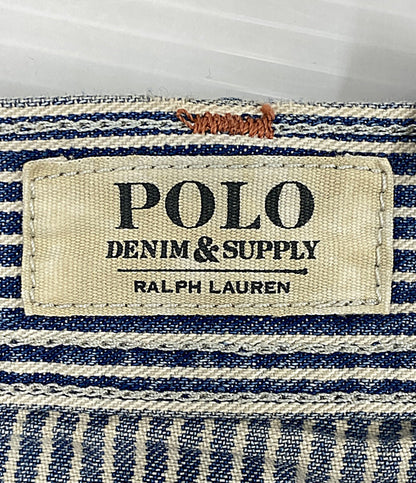 POLO
DENIM & SUPPLY
RALPH LAUREN